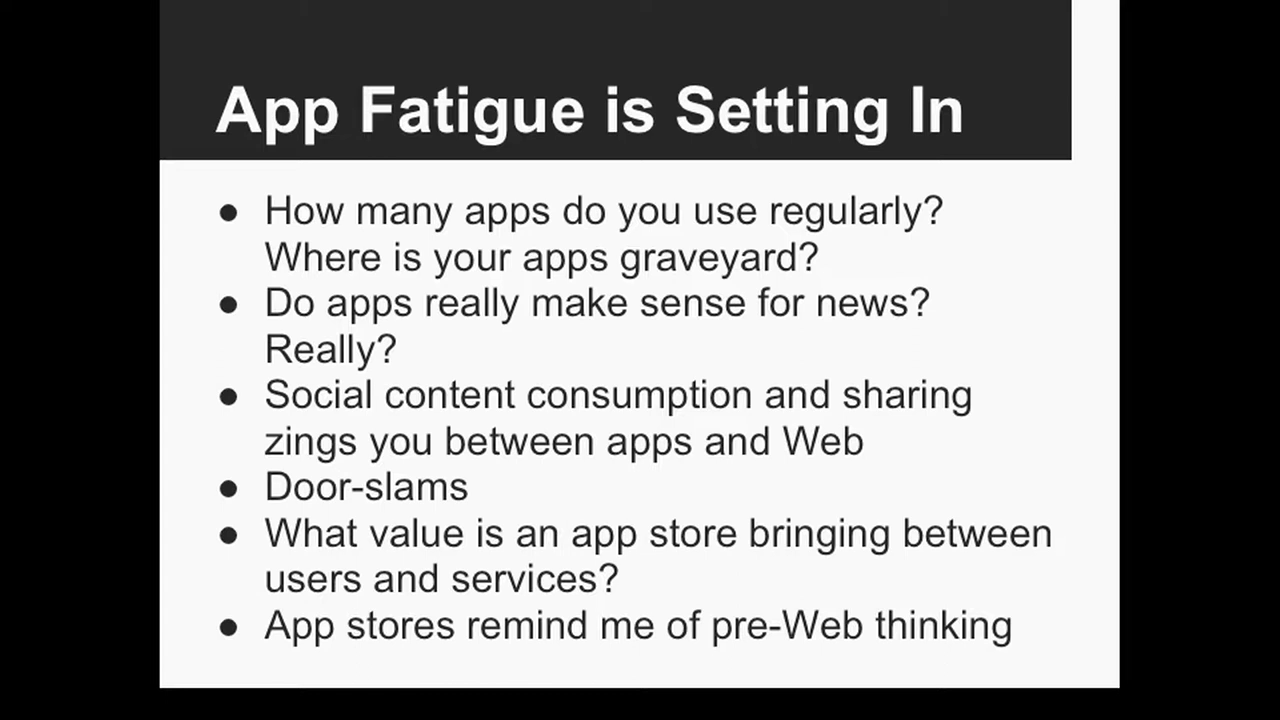 App Fatigue is Setting In
● How many apps do you use regularly?
Where is your apps graveyard?
● Do apps really make sense for news?
Really?
● Social content consumption and sharing
zings you between apps and Web
● Door-slams
● What value is an app store bringing between
users and services?
● App stores remind me of pre-Web thinking